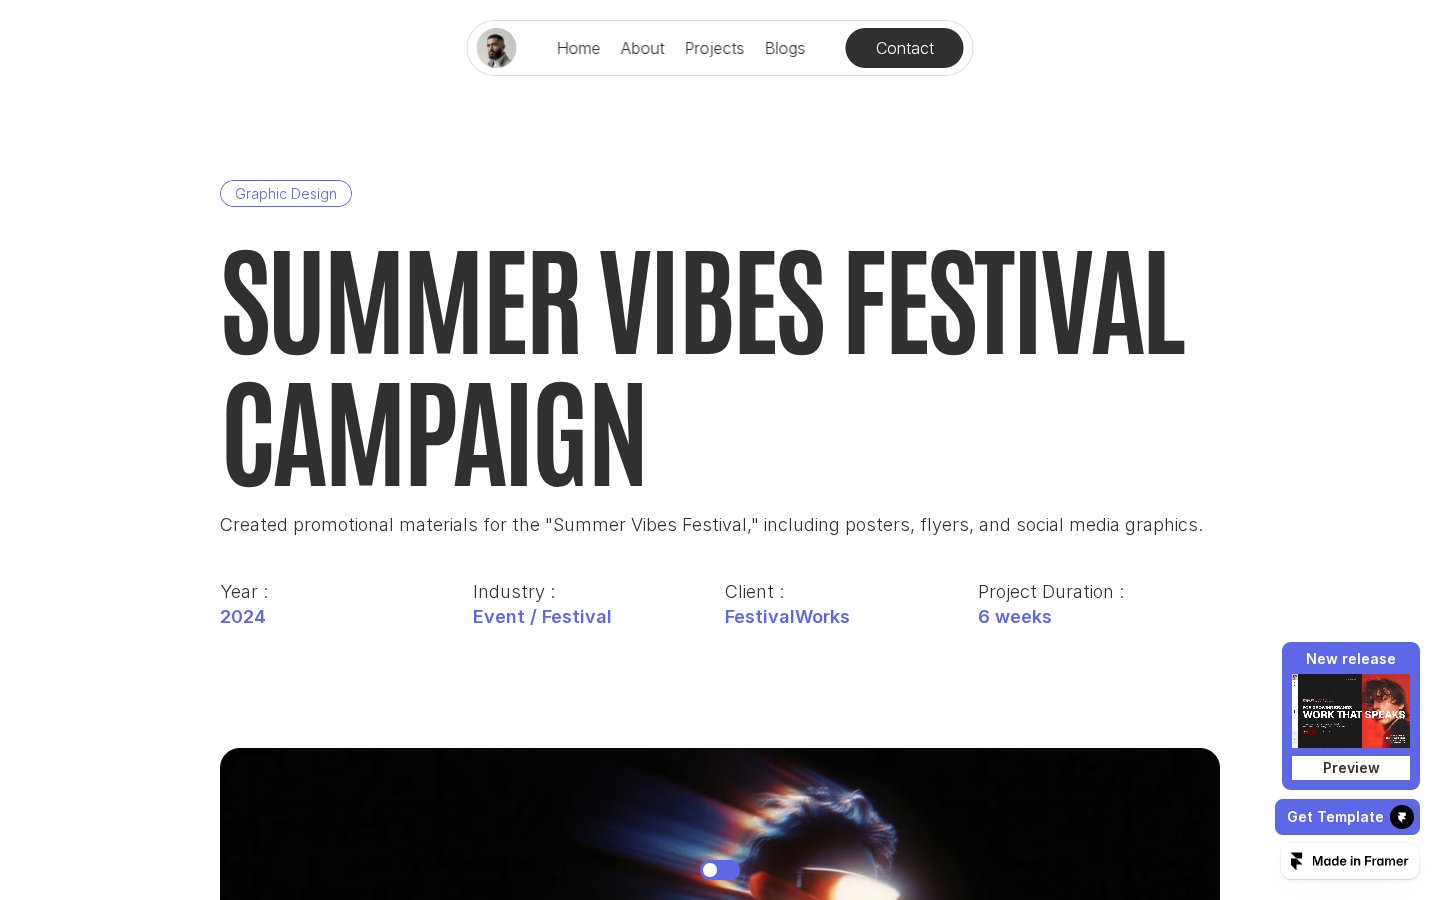 Home About Projects Blogs Contact
Graphic Design
SUMMER VIBES FESTIVAL
CAMPAIGN
Created promotional materials for the "Summer Vibes Festival," including posters, flyers, and social media graphics.
Year : Industry : Client : Project Duration :
2024 Event / Festival FestivalWorks 6 weeks
New release
WORK THAT SPEAKS
Preview
Get Template
Made in Framer